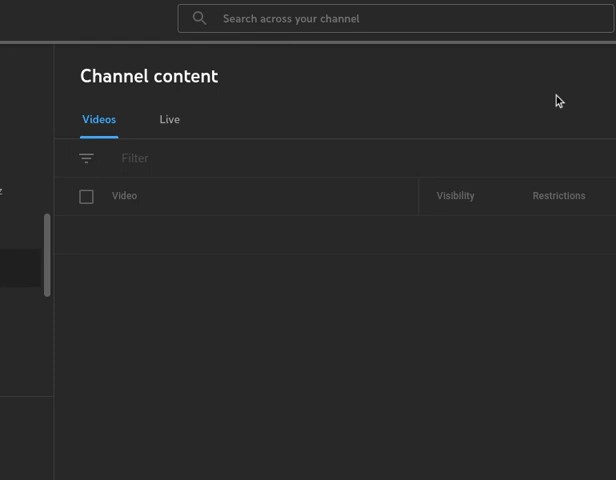 Search across your channel
Channel content
Videos Live
Filter
Video Visibility Restrictions